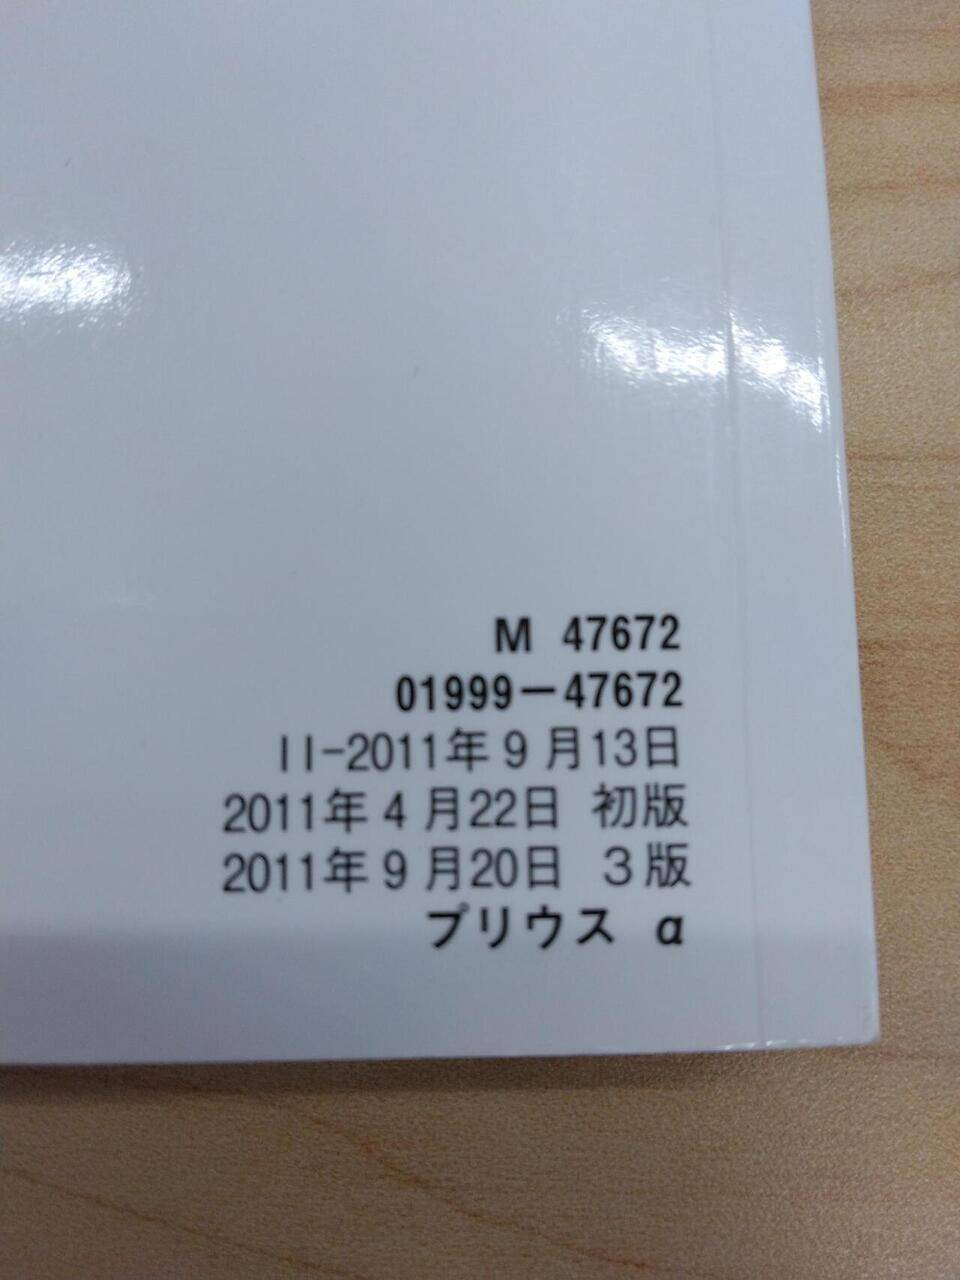 M 47672
01999-47672
II-2011年9月13日
2011年4月22日 初版
2011年9月20日 3版
プリウス α